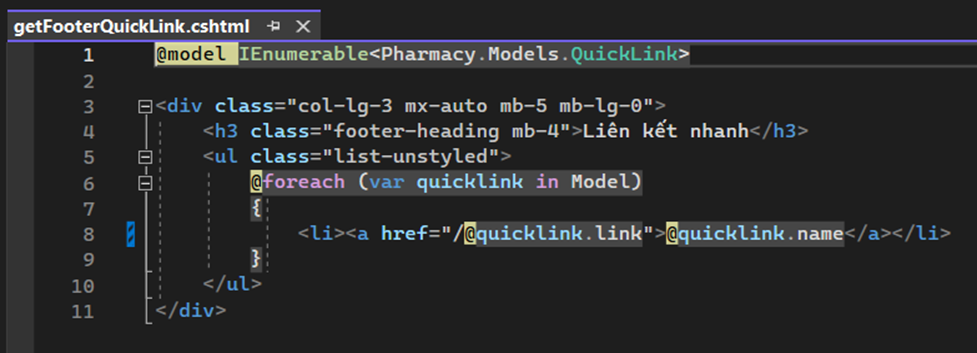 getFooterQuickLink.cshtml
1 @model IEnumerable<Pharmacy.Models.QuickLink>
2
3 <div class="col-lg-3 mx-auto mb-5 mb-lg-0">
4 <h3 class="footer-heading mb-4">Liên kết nhanh</h3>
5 <ul class="list-unstyled">
6 @foreach (var quicklink in Model)
7 {
8 <li><a href="/@quicklink.link">@quicklink.name</a></li>
9 }
10 </ul>
11 </div>